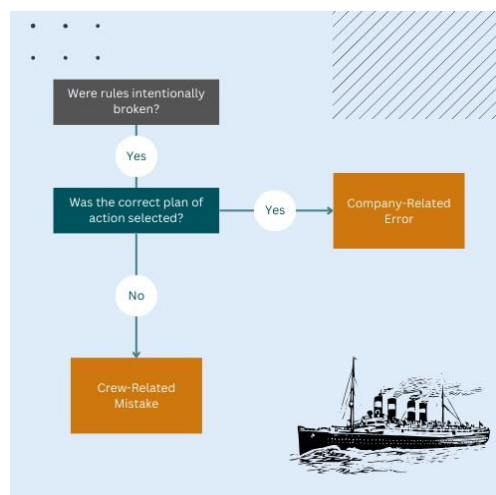 Were rules intentionally
broken?
Yes
Was the correct plan of
action selected?
Yes
Company-Related
Error
No
Crew-Related
Mistake